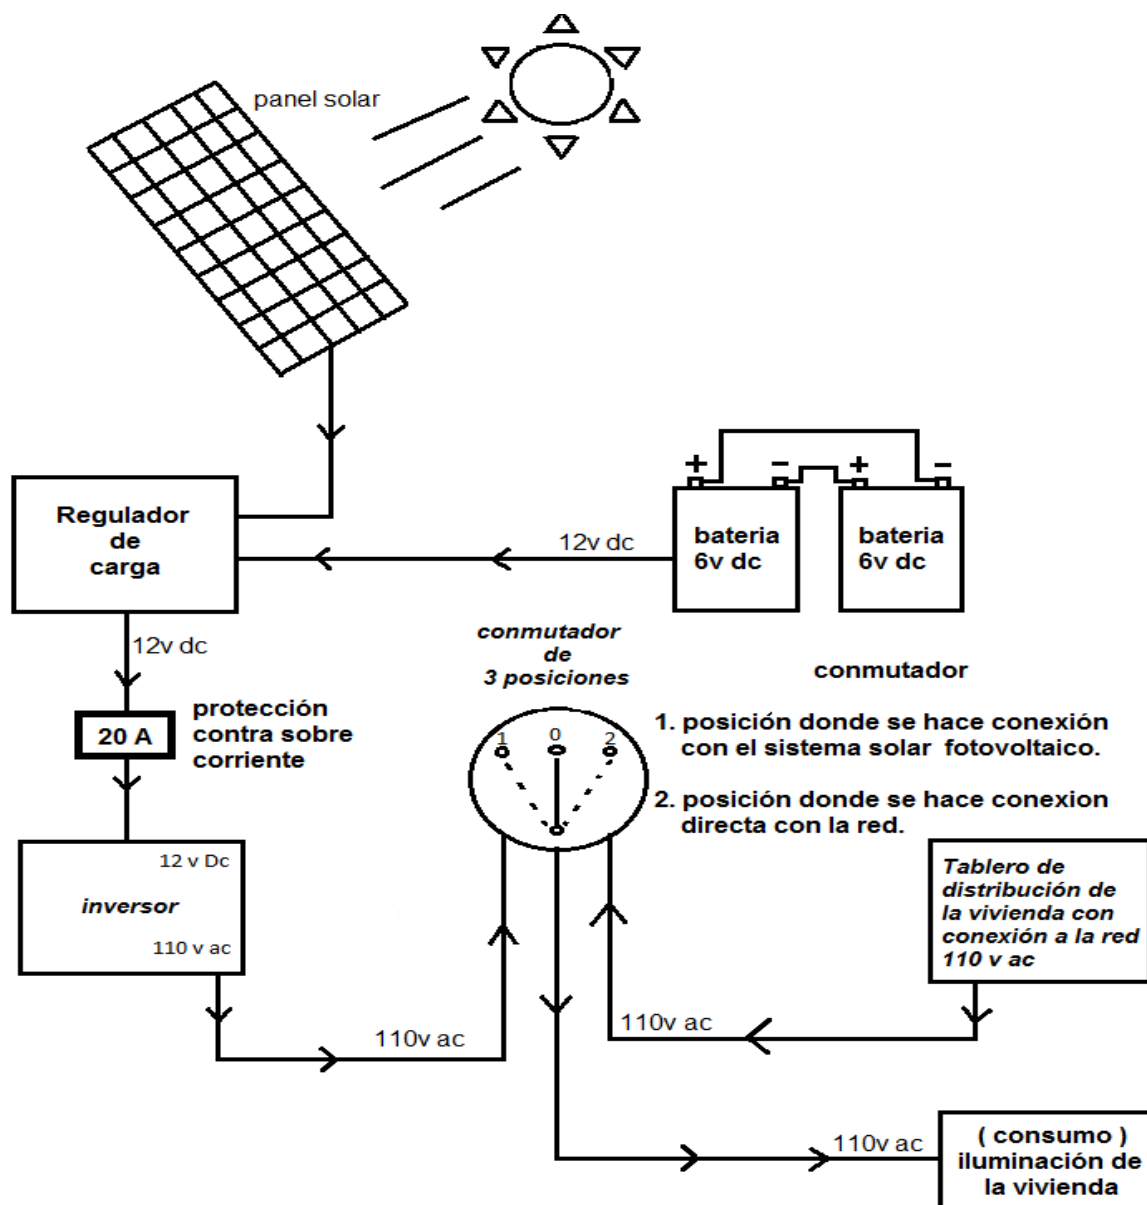 panel solar
+ − + −
Regulador
de
carga
12v dc
bateria
6v dc
bateria
6v dc
12v dc
conmutador
de
3 posiciones
conmutador
protección
contra sobre
corriente
20 A
1 0 2
1. posición donde se hace conexión
con el sistema solar fotovoltaico.
2. posición donde se hace conexion
directa con la red.
12 v Dc
inversor
110 v ac
Tablero de
distribución de
la vivienda con
conexión a la red
110 v ac
110v ac
110v ac
110v ac
( consumo )
iluminación de
la vivienda